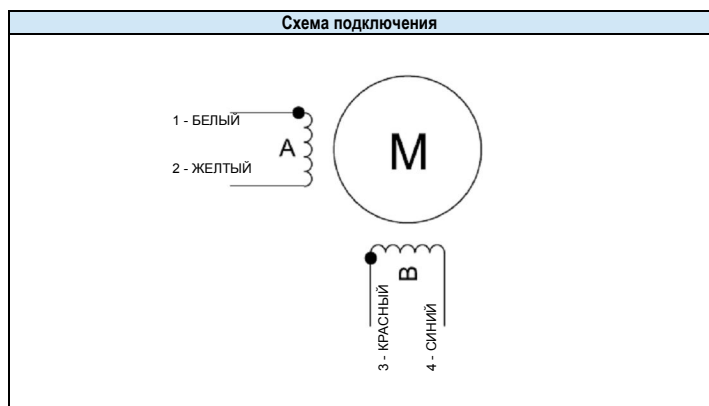 Схема подключения
1 - БЕЛЫЙ
A
2 - ЖЕЛТЫЙ
M
B
3 - КРАСНЫЙ
4 - СИНИЙ